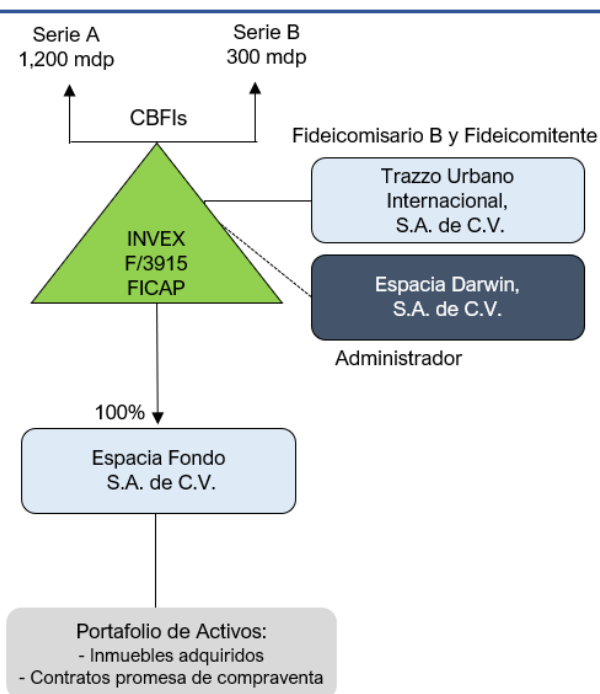 Serie A
1,200 mdp
Serie B
300 mdp
CBFIs
Fideicomisario B y Fideicomitente
Trazzo Urbano
Internacional,
S.A. de C.V.
INVEX
F/3915
FICAP
Espacia Darwin,
S.A. de C.V.
Administrador
100%
Espacia Fondo
S.A. de C.V.
Portafolio de Activos:
- Inmuebles adquiridos
- Contratos promesa de compraventa